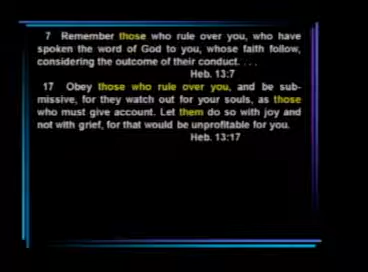 7 Remember those who rule over you, who have
spoken the word of God to you, whose faith follow,
considering the outcome of their conduct. . . .
Heb. 13:7
17 Obey those who rule over you, and be sub-
missive, for they watch out for your souls, as those
who must give account. Let them do so with joy and
not with grief, for that would be unprofitable for you.
Heb. 13:17